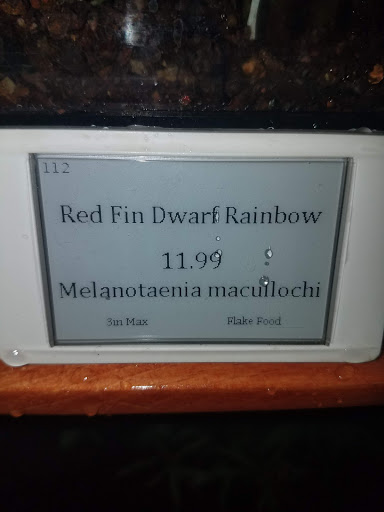 112
Red Fin Dwarf Rainbow
11.99
Melanotaenia macullochi
3in Max Flake Food